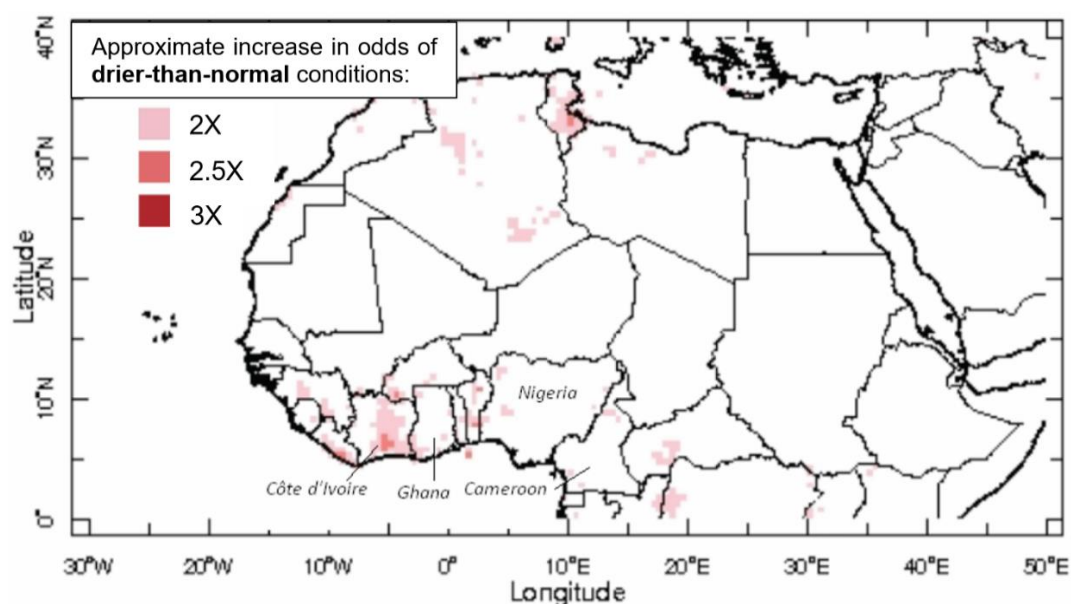 Approximate increase in odds of
drier-than-normal conditions:
2X
2.5X
3X
40°N
30°N
20°N
10°N
0°
Latitude
Nigeria
Côte d'Ivoire
Ghana
Cameroon
30°W
20°W
10°W
0°
10°E
20°E
30°E
40°E
50°E
Longitude